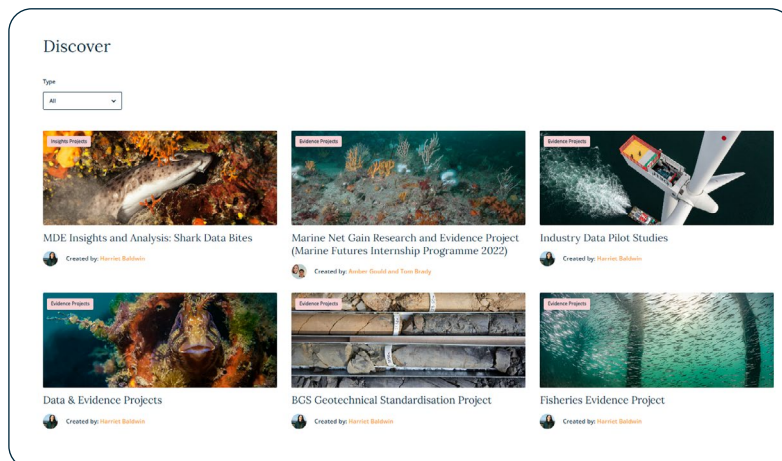 Discover
Type
All
Insights Projects
MDE Insights and Analysis: Shark Data Bites
Created by: Harriet Baldwin
Evidence Projects
Marine Net Gain Research and Evidence Project
(Marine Futures Internship Programme 2022)
Created by: Amber Gould and Tom Brady
Evidence Projects
Industry Data Pilot Studies
Created by: Harriet Baldwin
Evidence Projects
Data & Evidence Projects
Created by: Harriet Baldwin
Evidence Projects
BGS Geotechnical Standardisation Project
Created by: Harriet Baldwin
Evidence Projects
Fisheries Evidence Project
Created by: Harriet Baldwin